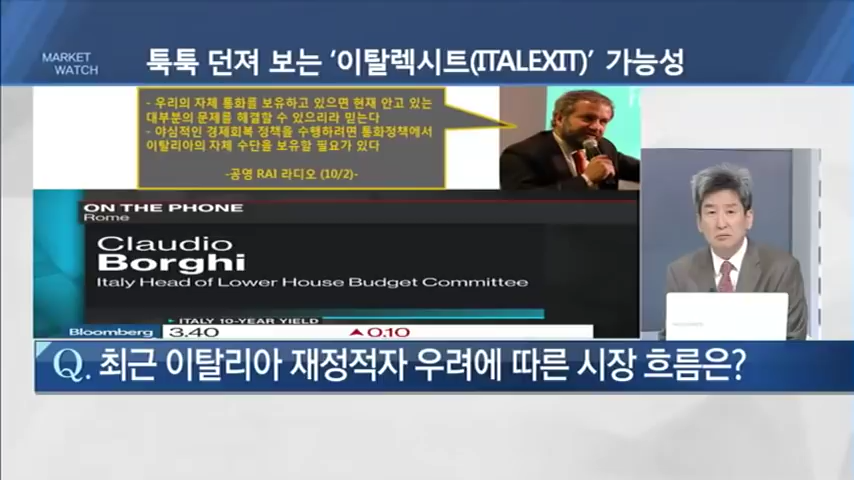 MARKET
WATCH
툭툭 던져 보는 '이탈렉시트(ITALEXIT)' 가능성
- 우리의 자체 통화를 보유하고 있으면 현재 안고 있는
대부분의 문제를 해결할 수 있으리라 믿는다
- 야심적인 경제회복 정책을 수행하려면 통화정책에서
이탈리아의 자체 수단을 보유할 필요가 있다
-공영 RAI 라디오 (10/2)-
ON THE PHONE
Rome
Claudio
Borghi
Italy Head of Lower House Budget Committee
ITALY 10-YEAR YIELD
Bloomberg 3.40 ▲0.10
Q. 최근 이탈리아 재정적자 우려에 따른 시장 흐름은?